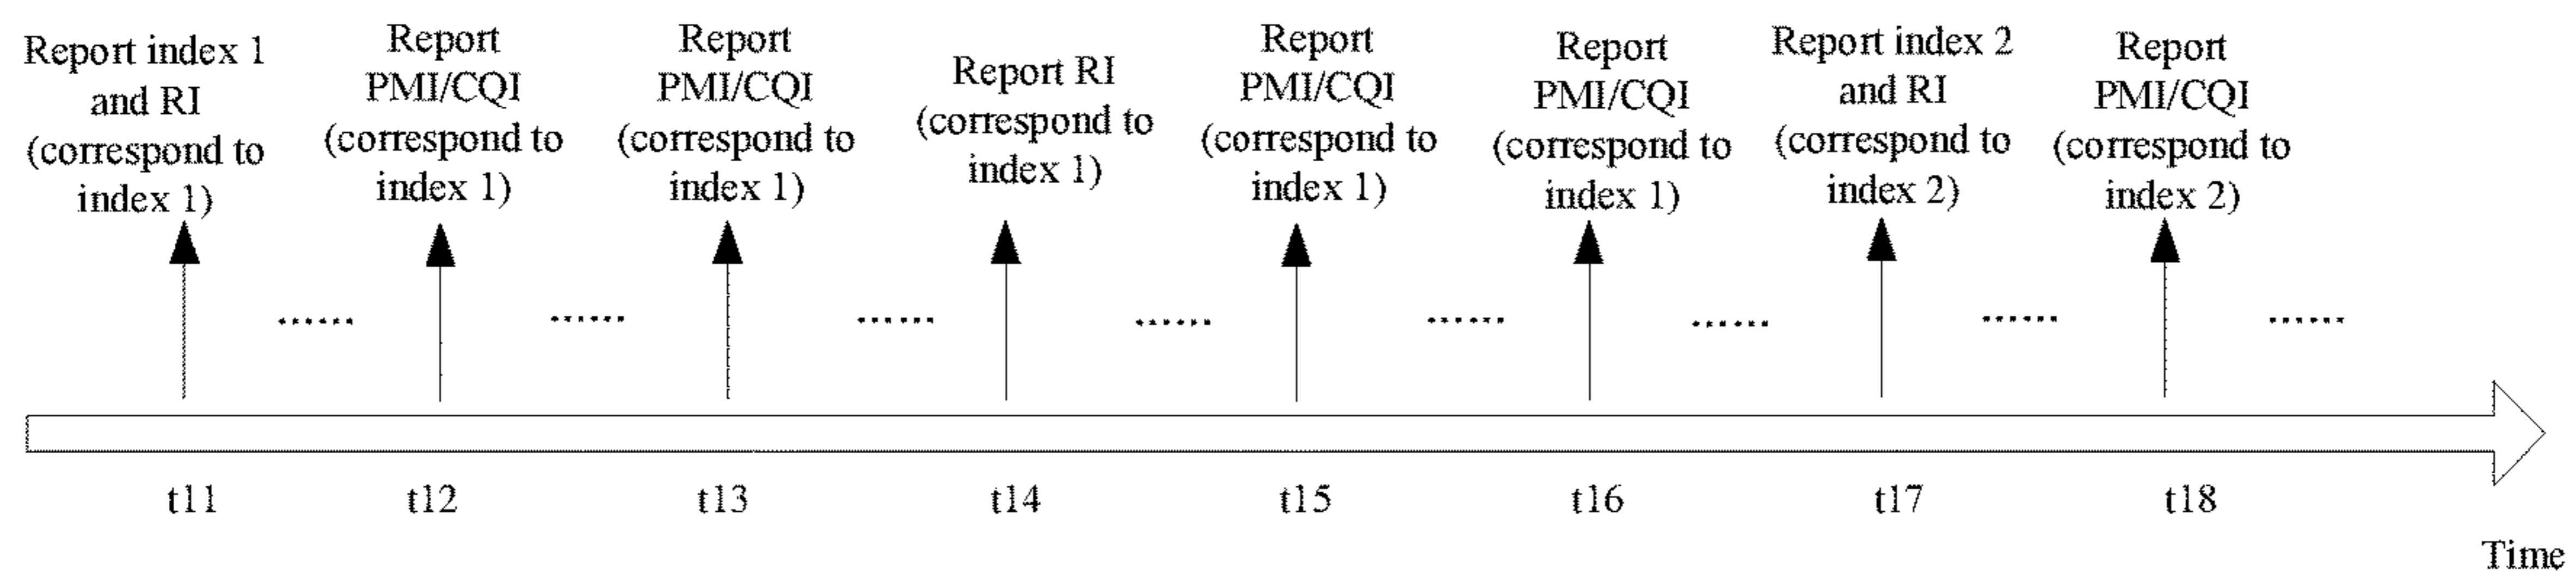 Report index 1
and RI
(correspond to
index 1)
Report
PMI/CQI
(correspond to
index 1)
Report
PMI/CQI
(correspond to
index 1)
Report RI
(correspond to
index 1)
Report
PMI/CQI
(correspond to
index 1)
Report
PMI/CQI
(correspond to
index 1)
Report index 2
and RI
(correspond to
index 2)
Report
PMI/CQI
(correspond to
index 2)
t11
t12
t13
t14
t15
t16
t17
t18
Time